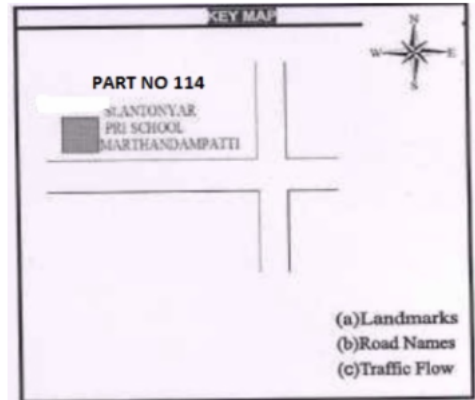 KEY MAP
N
W E
S
PART NO 114
St.ANTONYAR
PRI SCHOOL
MARTHANDAMPATTI
(a)Landmarks
(b)Road Names
(c)Traffic Flow